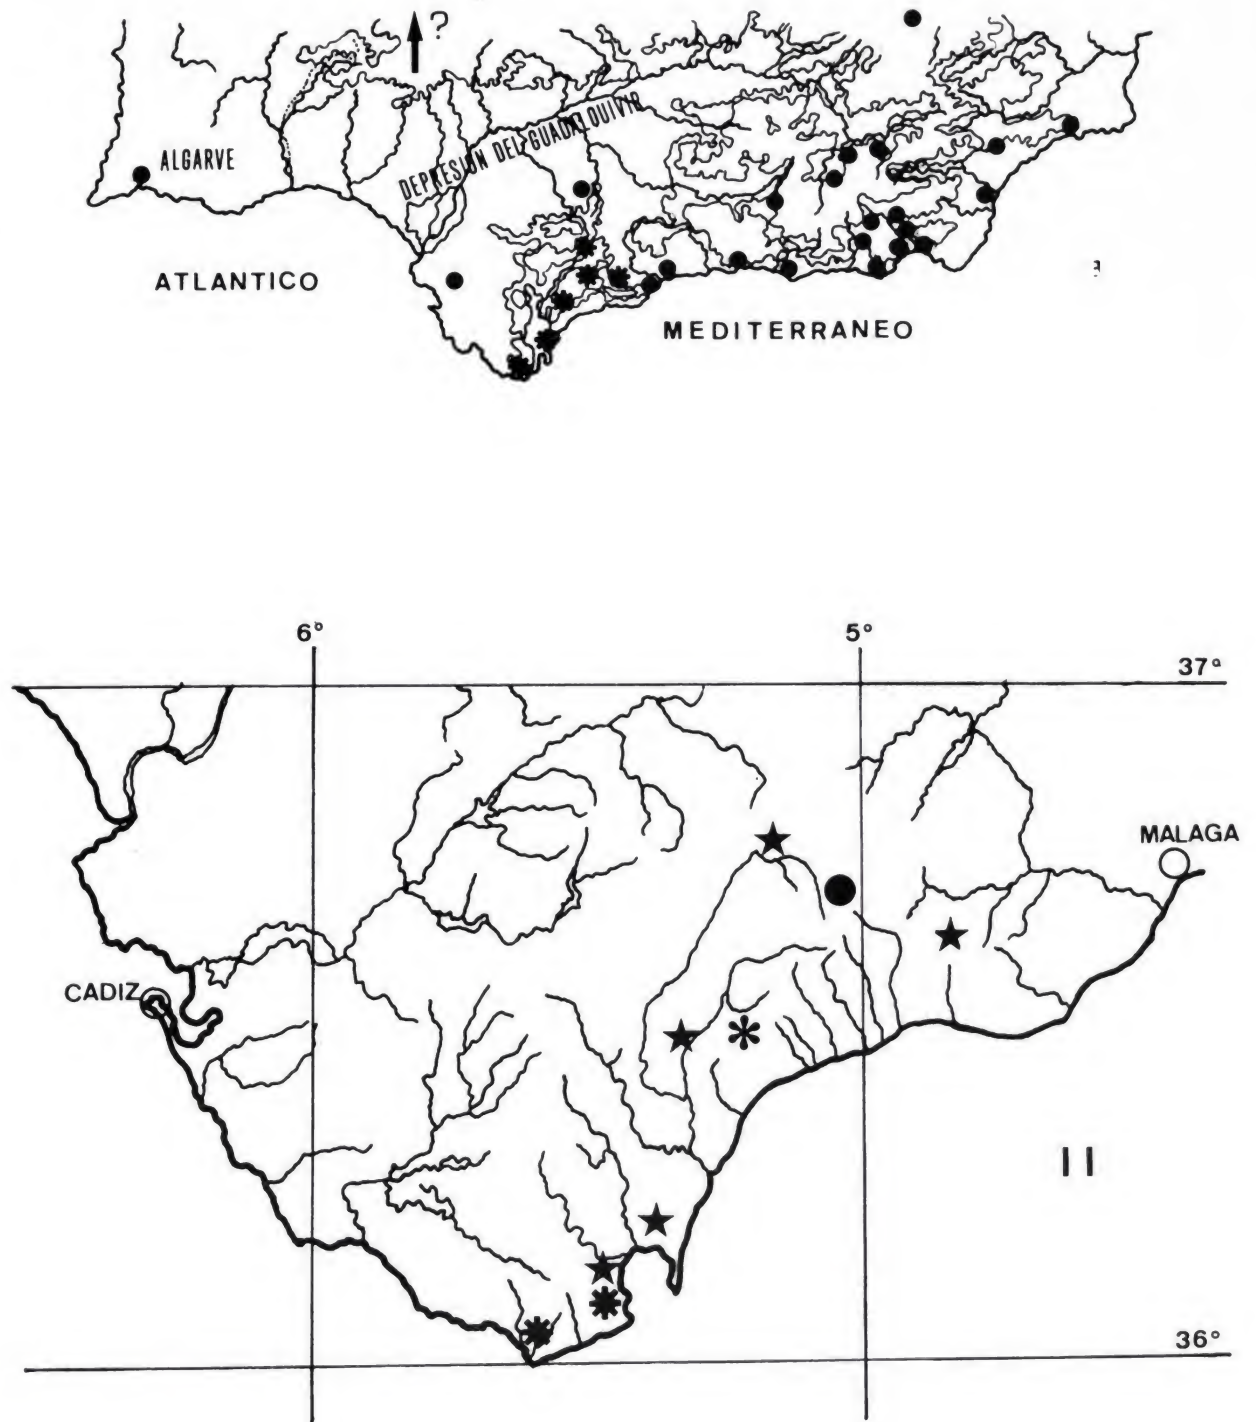 ?
ALGARVE
DEPRESION DEL GUADALQUIVIR
ATLANTICO
MEDITERRANEO
6°
5°
37°
MALAGA
CADIZ
II
36°